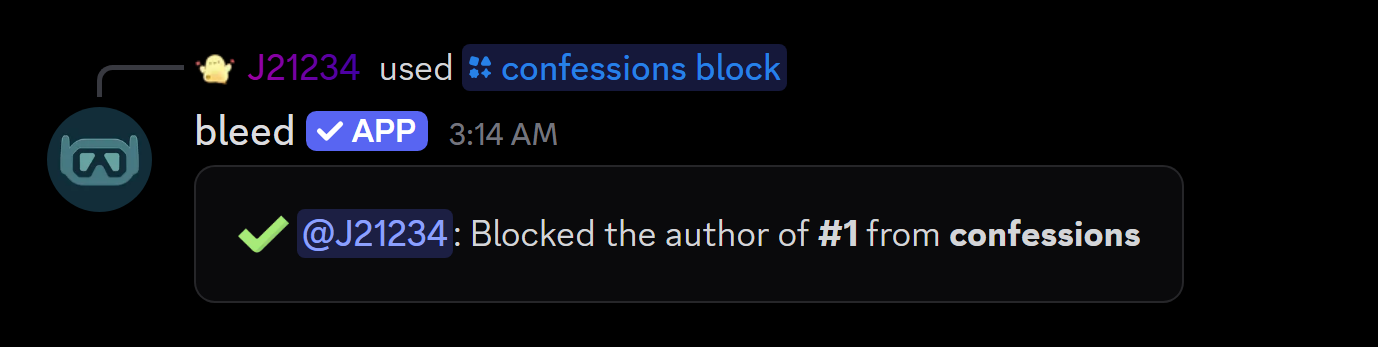 J21234 used confessions block
bleed APP 3:14 AM
@J21234: Blocked the author of #1 from confessions